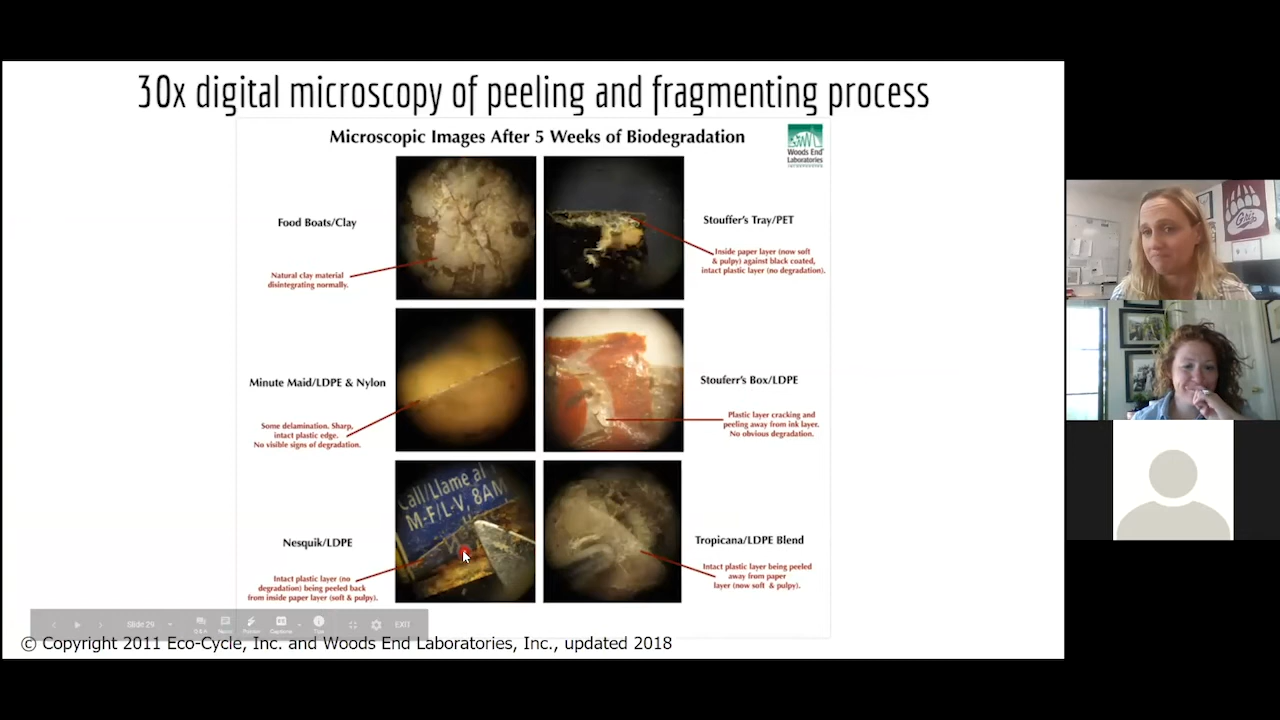 30x digital microscopy of peeling and fragmenting process
Microscopic Images After 5 Weeks of Biodegradation
Woods End
Laboratories
INCORPORATED
Food Boats/Clay
Natural clay material
disintegrating normally.
Stouffer's Tray/PET
Inside paper layer (now soft
& pulpy) against black coated,
intact plastic layer (no degradation).
Minute Maid/LDPE & Nylon
Some delamination. Sharp,
intact plastic edge.
No visible signs of degradation.
Stouferr's Box/LDPE
Plastic layer cracking and
peeling away from ink layer.
No obvious degradation.
Call/Llame al
M-F/L-V, 8AM
Nesquik/LDPE
Intact plastic layer (no
degradation) being peeled back
from inside paper layer (soft & pulpy).
Tropicana/LDPE Blend
Intact plastic layer being peeled
away from paper
layer (now soft & pulpy).
Slide 29
Q&A
Pointer
Captions
Tips
EXIT
© Copyright 2011 Eco-Cycle, Inc. and Woods End Laboratories, Inc., updated 2018
Griz